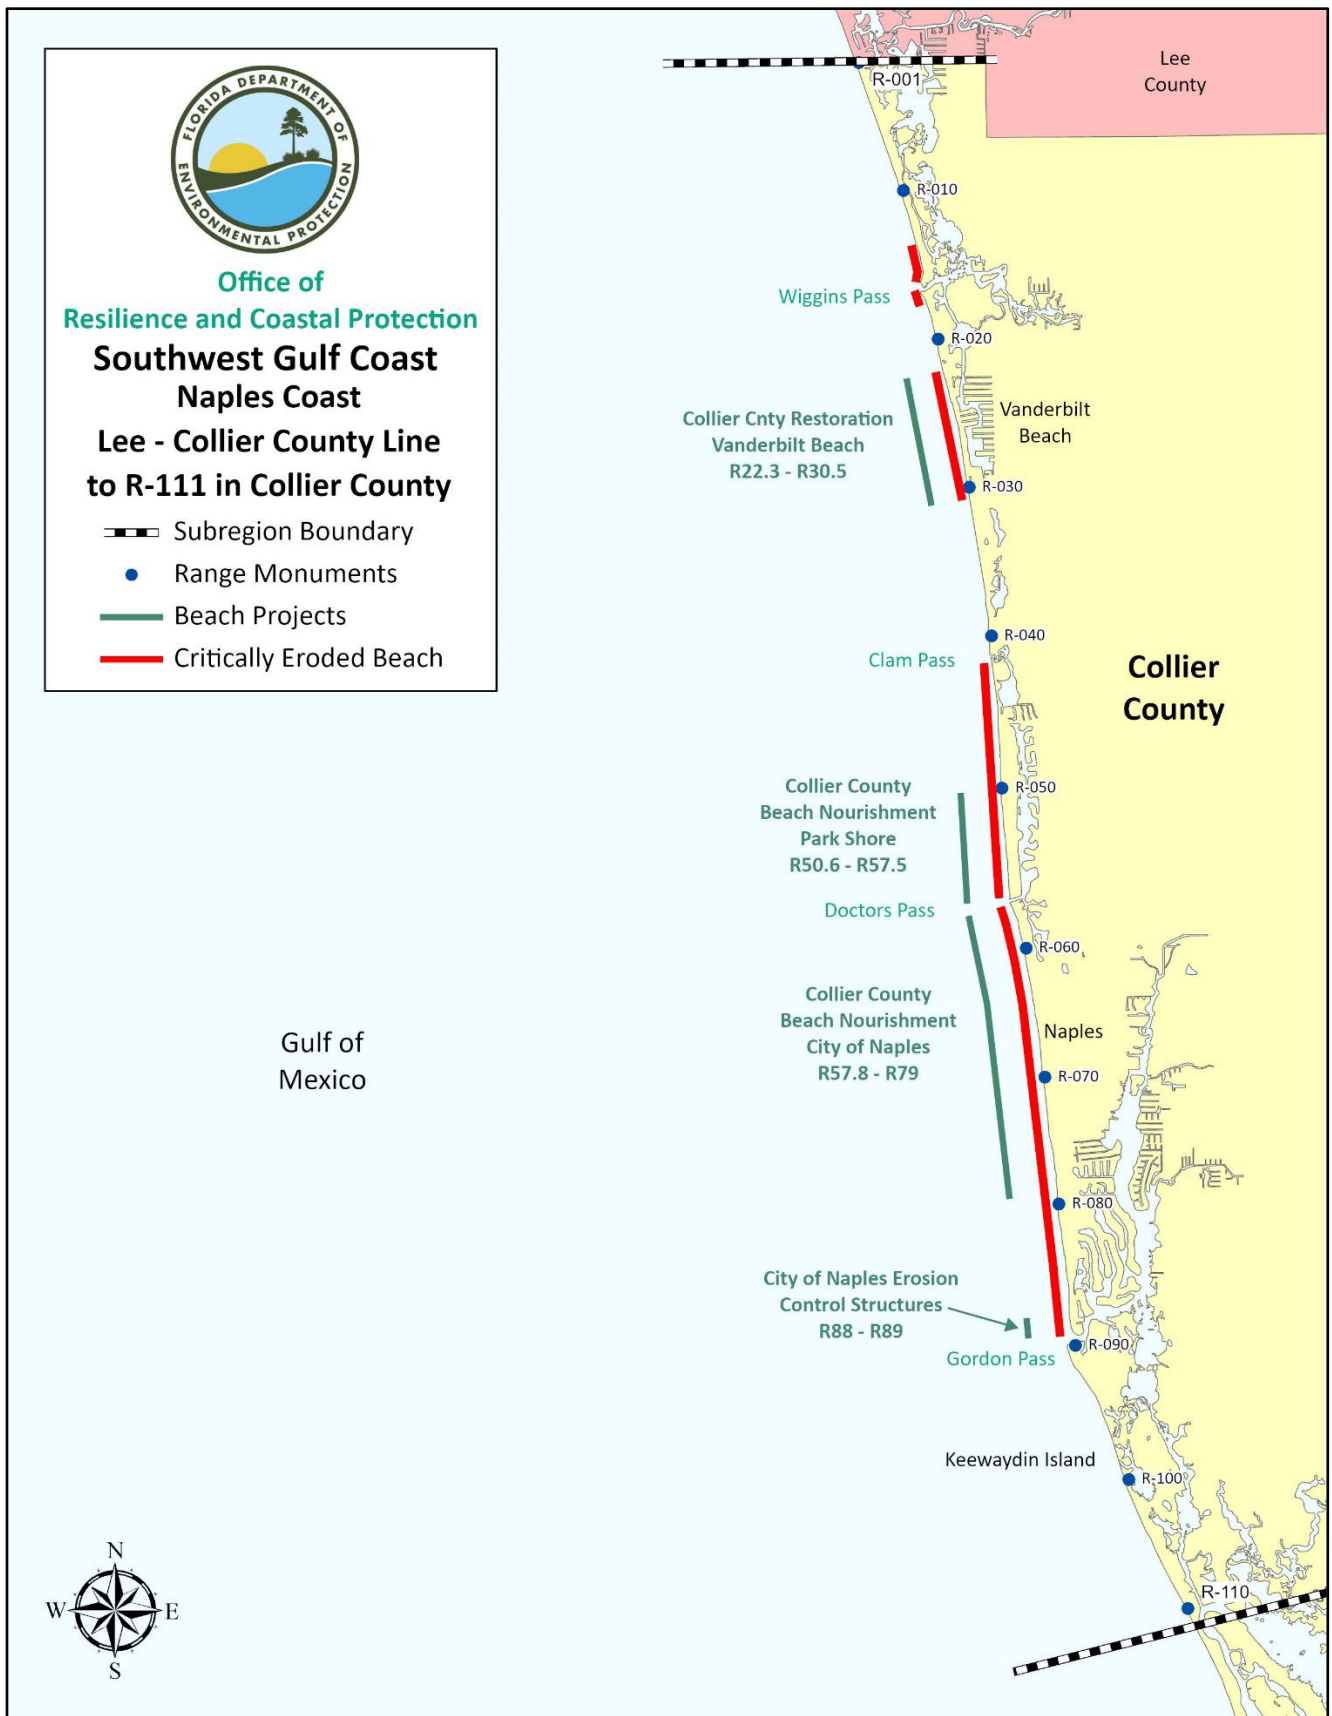 FLORIDA DEPARTMENT OF
ENVIRONMENTAL PROTECTION
Office of
Resilience and Coastal Protection
Southwest Gulf Coast
Naples Coast
Lee - Collier County Line
to R-111 in Collier County
Subregion Boundary
Range Monuments
Beach Projects
Critically Eroded Beach
Lee
County
R-001
R-010
Wiggins Pass
R-020
Collier Cnty Restoration
Vanderbilt Beach
R22.3 - R30.5
Vanderbilt
Beach
R-030
R-040
Clam Pass
Collier
County
Collier County
Beach Nourishment
Park Shore
R50.6 - R57.5
R-050
Doctors Pass
R-060
Collier County
Beach Nourishment
City of Naples
R57.8 - R79
Naples
Gulf of
Mexico
R-070
R-080
City of Naples Erosion
Control Structures
R88 - R89
R-090
Gordon Pass
Keewaydin Island
R-100
R-110
N
W
E
S